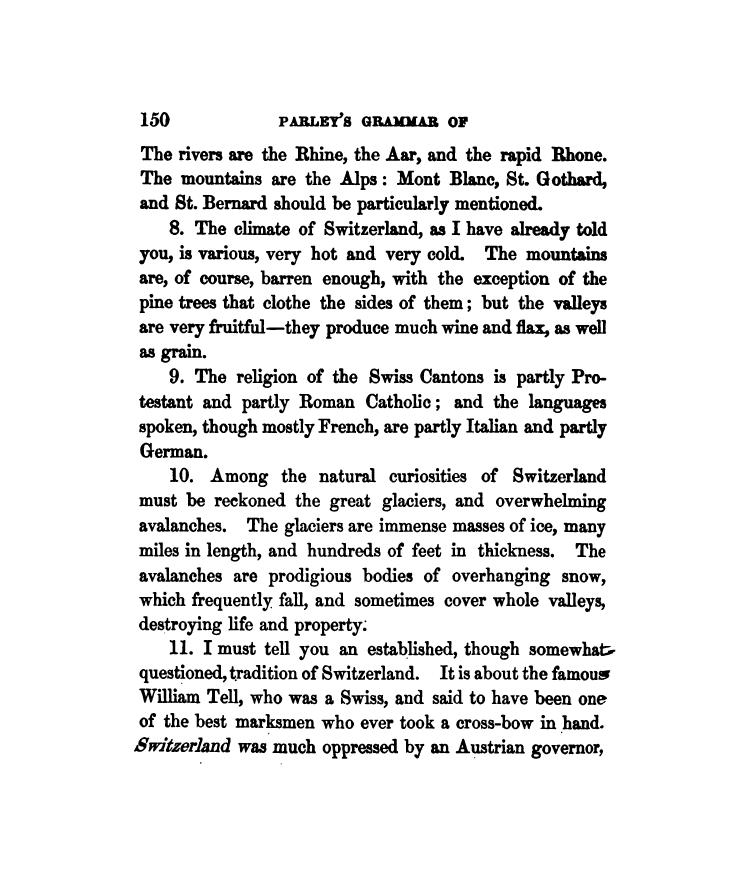 150 PARLEY'S GRAMMAR OF
The rivers are the Rhine, the Aar, and the rapid Rhone.
The mountains are the Alps: Mont Blanc, St. Gothard,
and St. Bernard should be particularly mentioned.
8. The climate of Switzerland, as I have already told
you, is various, very hot and very cold. The mountains
are, of course, barren enough, with the exception of the
pine trees that clothe the sides of them; but the valleys
are very fruitful—they produce much wine and flax, as well
as grain.
9. The religion of the Swiss Cantons is partly Pro-
testant and partly Roman Catholic; and the languages
spoken, though mostly French, are partly Italian and partly
German.
10. Among the natural curiosities of Switzerland
must be reckoned the great glaciers, and overwhelming
avalanches. The glaciers are immense masses of ice, many
miles in length, and hundreds of feet in thickness. The
avalanches are prodigious bodies of overhanging snow,
which frequently fall, and sometimes cover whole valleys,
destroying life and property.
11. I must tell you an established, though somewhat
questioned, tradition of Switzerland. It is about the famous
William Tell, who was a Swiss, and said to have been one
of the best marksmen who ever took a cross-bow in hand.
Switzerland was much oppressed by an Austrian governor,